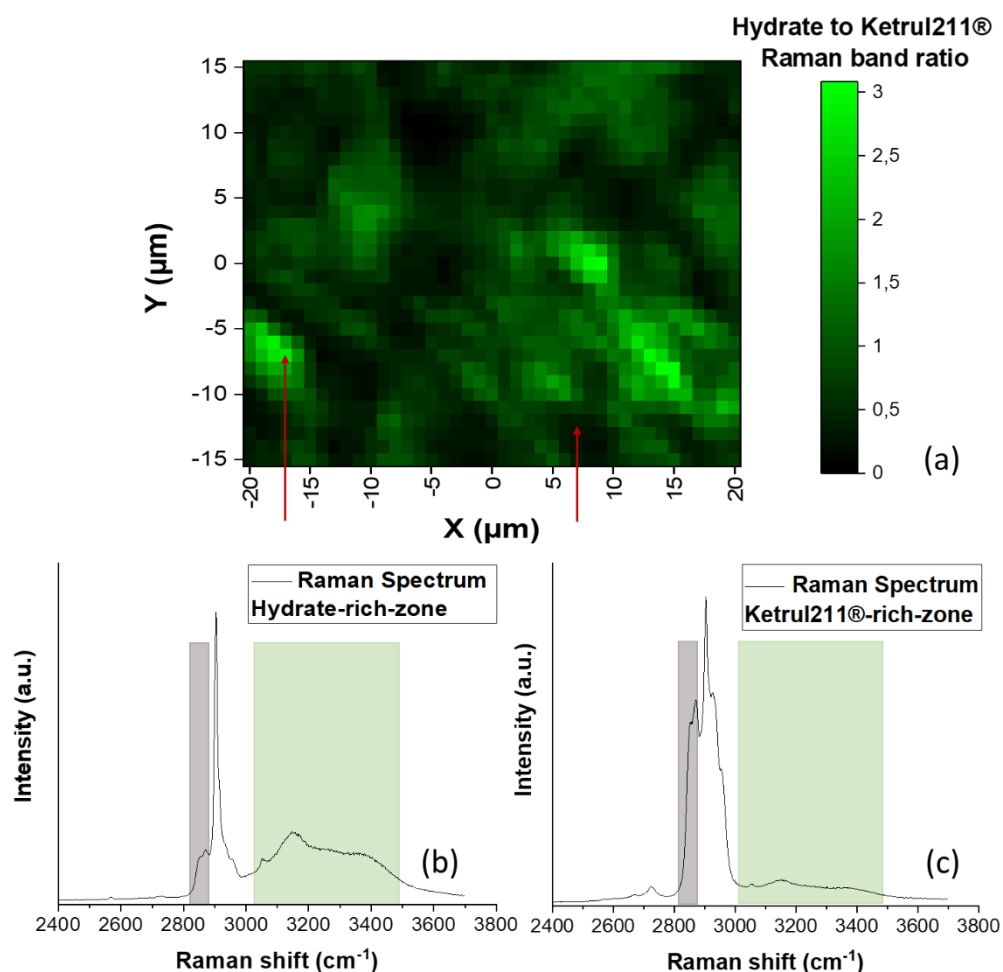 Hydrate to Ketrul211®
Raman band ratio
15
10
5
0
-5
-10
-15
Y (µm)
-20
-15
-10
-5
0
5
10
15
20
X (µm)
3
2,5
2
1,5
1
0,5
0
(a)
Raman Spectrum
Hydrate-rich-zone
Intensity (a.u.)
(b)
2400 2600 2800 3000 3200 3400 3600 3800
Raman shift (cm⁻¹)
Raman Spectrum
Ketrul211®-rich-zone
Intensity (a.u.)
(c)
2400 2600 2800 3000 3200 3400 3600 3800
Raman shift (cm⁻¹)